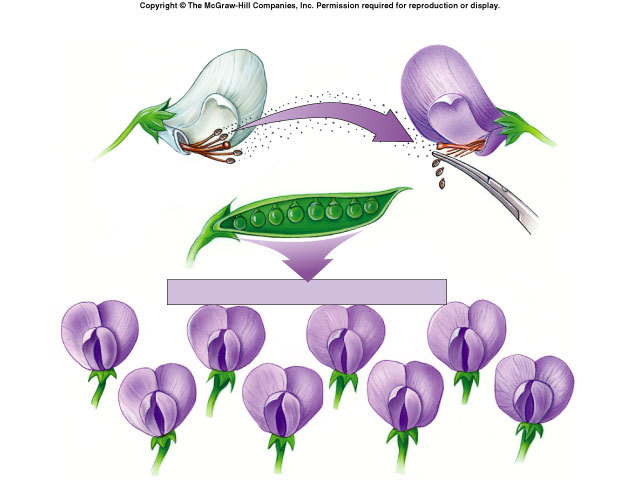 Copyright © The McGraw-Hill Companies, Inc. Permission required for reproduction or display.